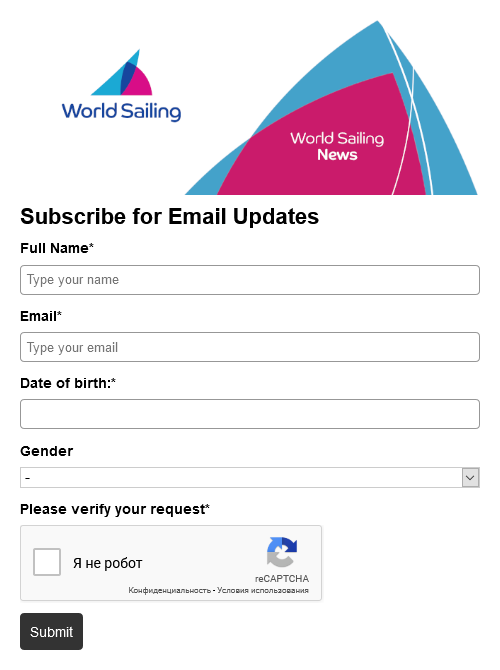 World Sailing
World Sailing
News
Subscribe for Email Updates
Full Name*
Type your name
Email*
Type your email
Date of birth:*
Gender
-
Please verify your request*
Я не робот
reCAPTCHA
Конфиденциальность - Условия использования
Submit